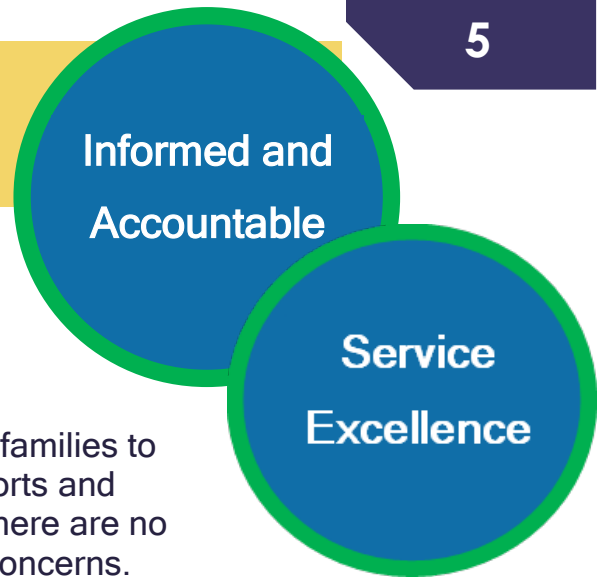 5
Informed and
Accountable
Service
Excellence
families to
orts and
here are no
oncerns.